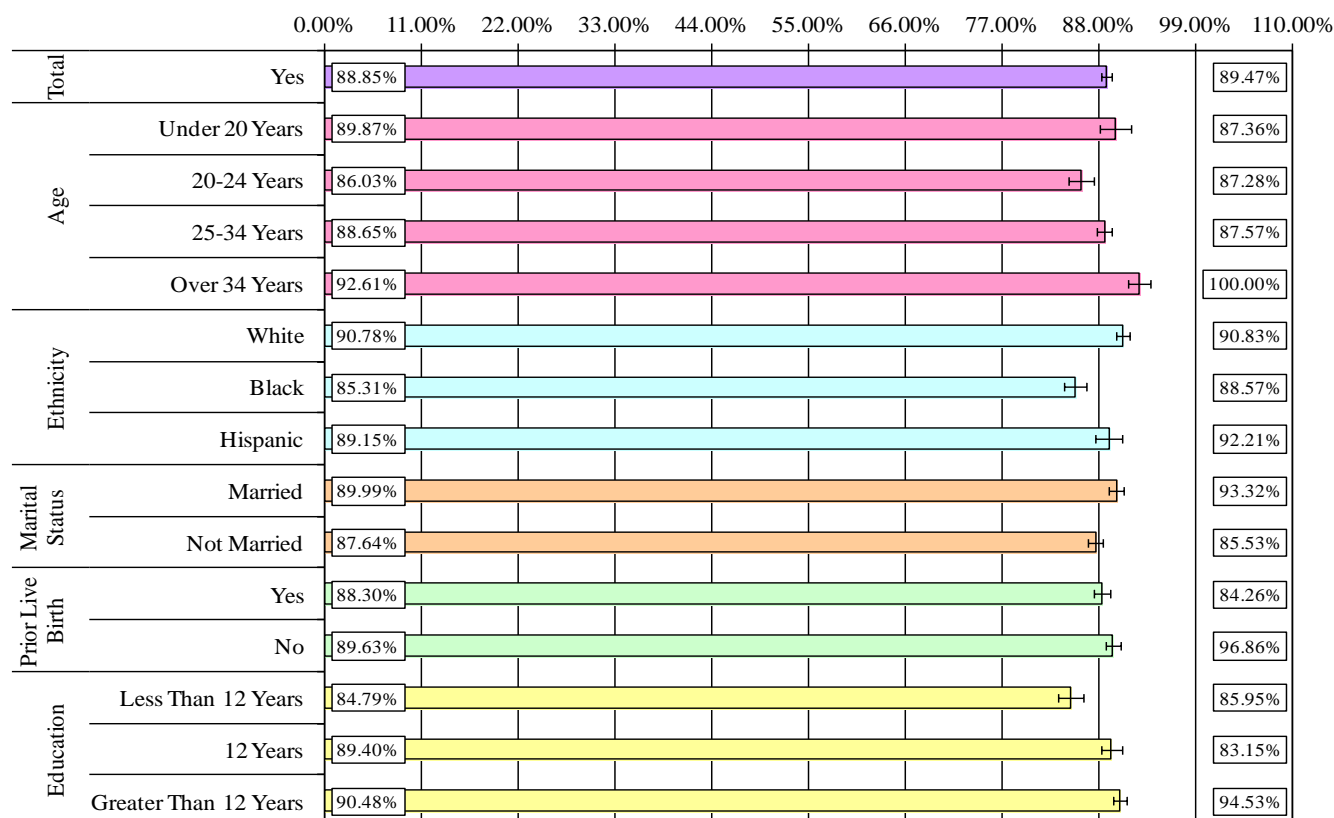 0.00% 11.00% 22.00% 33.00% 44.00% 55.00% 66.00% 77.00% 88.00% 99.00% 110.00%
Total
Yes 88.85% 89.47%
Age
Under 20 Years 89.87% 87.36%
20-24 Years 86.03% 87.28%
25-34 Years 88.65% 87.57%
Over 34 Years 92.61% 100.00%
Ethnicity
White 90.78% 90.83%
Black 85.31% 88.57%
Hispanic 89.15% 92.21%
Marital
Status
Married 89.99% 93.32%
Not Married 87.64% 85.53%
Prior Live
Birth
Yes 88.30% 84.26%
No 89.63% 96.86%
Education
Less Than 12 Years 84.79% 85.95%
12 Years 89.40% 83.15%
Greater Than 12 Years 90.48% 94.53%